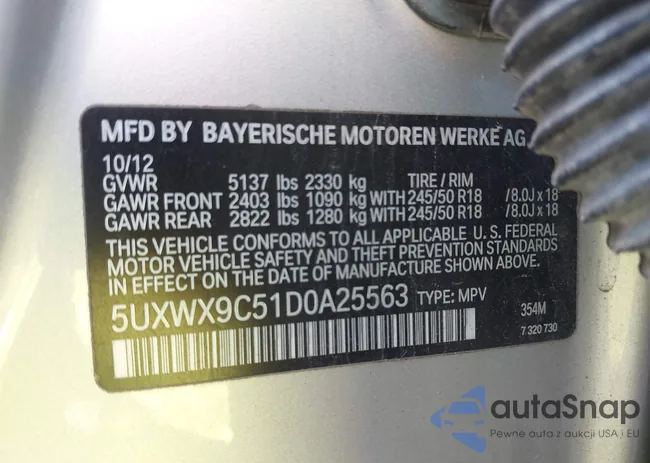 MFD BY BAYERISCHE MOTOREN WERKE AG
10/12
GVWR 5137 lbs 2330 kg TIRE / RIM
GAWR FRONT 2403 lbs 1090 kg WITH 245/50 R18 /8.0J x 18
GAWR REAR 2822 lbs 1280 kg WITH 245/50 R18 /8.0J x 18
THIS VEHICLE CONFORMS TO ALL APPLICABLE U. S. FEDERAL
MOTOR VEHICLE SAFETY AND THEFT PREVENTION STANDARDS
IN EFFECT ON THE DATE OF MANUFACTURE SHOWN ABOVE.
5UXWX9C51D0A25563 TYPE: MPV 354M
7 320 730
autaSnap
Pewne auta z aukcji USA i EU